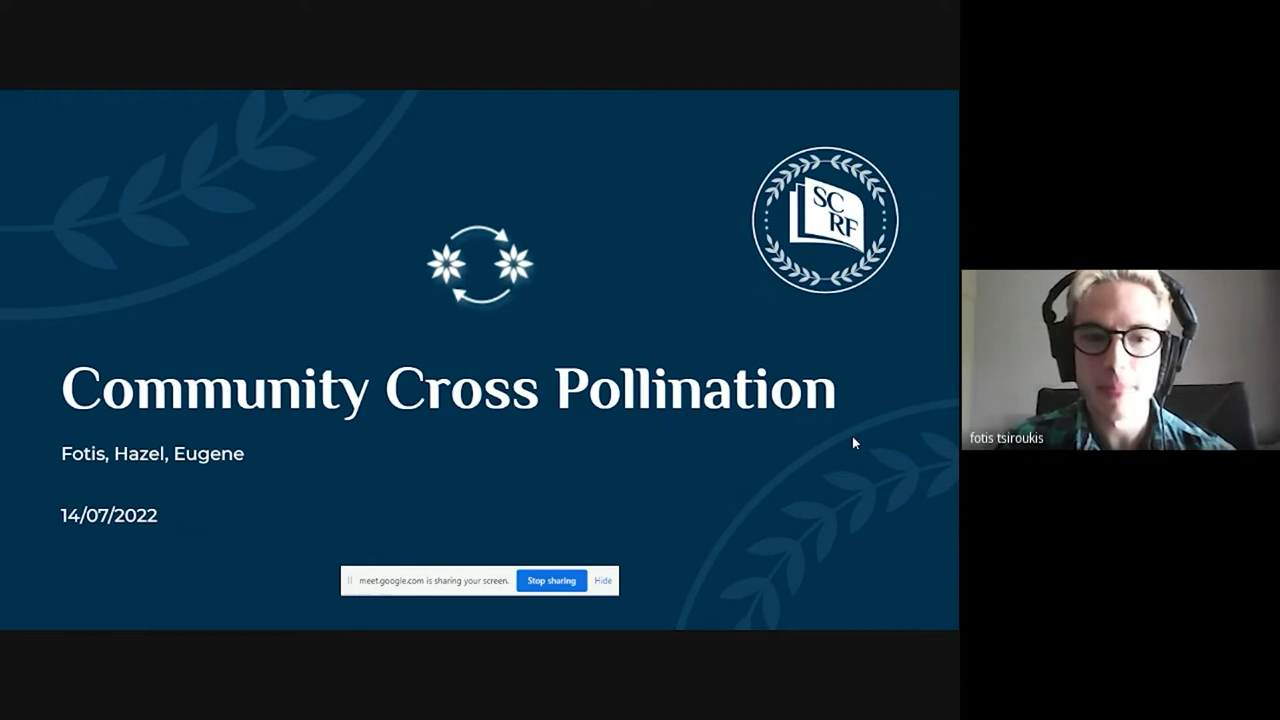 SC
RF
Community Cross Pollination
Fotis, Hazel, Eugene
14/07/2022
meet.google.com is sharing your screen. Stop sharing Hide
fotis tsiroukis